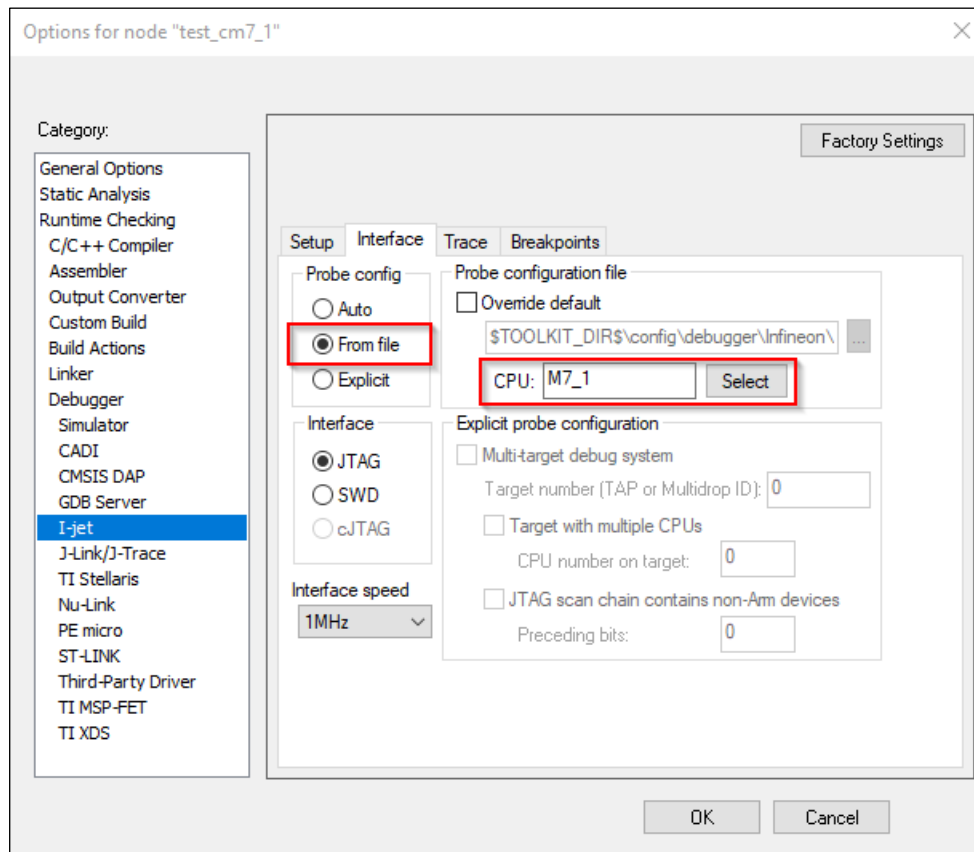 Options for node "test_cm7_1"
Category:
General Options
Static Analysis
Runtime Checking
C/C++ Compiler
Assembler
Output Converter
Custom Build
Build Actions
Linker
Debugger
Simulator
CADI
CMSIS DAP
GDB Server
I-jet
J-Link/J-Trace
TI Stellaris
Nu-Link
PE micro
ST-LINK
Third-Party Driver
TI MSP-FET
TI XDS
Factory Settings
Setup Interface Trace Breakpoints
Probe config
Auto
From file
Explicit
Probe configuration file
Override default
$TOOLKIT_DIR$\config\debugger\Infineon\ ...
CPU: M7_1 Select
Interface
JTAG
SWD
cJTAG
Interface speed
1MHz
Explicit probe configuration
Multi-target debug system
Target number (TAP or Multidrop ID): 0
Target with multiple CPUs
CPU number on target: 0
JTAG scan chain contains non-Arm devices
Preceding bits: 0
OK Cancel